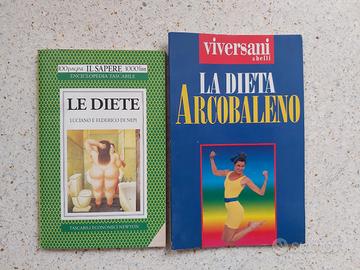 100 pagine IL SAPERE 1000 lire
ENCICLOPEDIA TASCABILE
LE DIETE
LUCIANO E FEDERICO DI NEPI
TASCABILI ECONOMICI NEWTON
viversani
& belli
LA DIETA
ARCOBALENO
subito